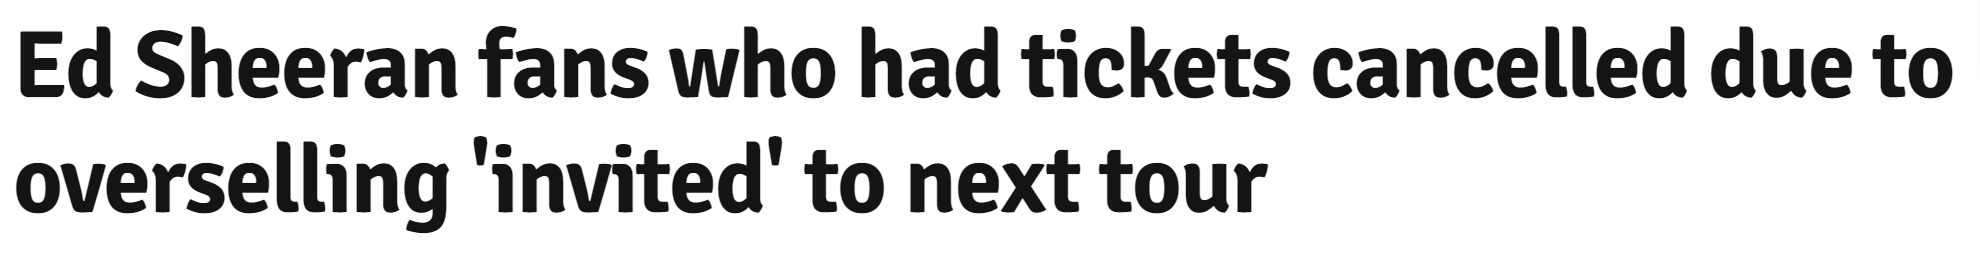 Ed Sheeran fans who had tickets cancelled due to
overselling 'invited' to next tour